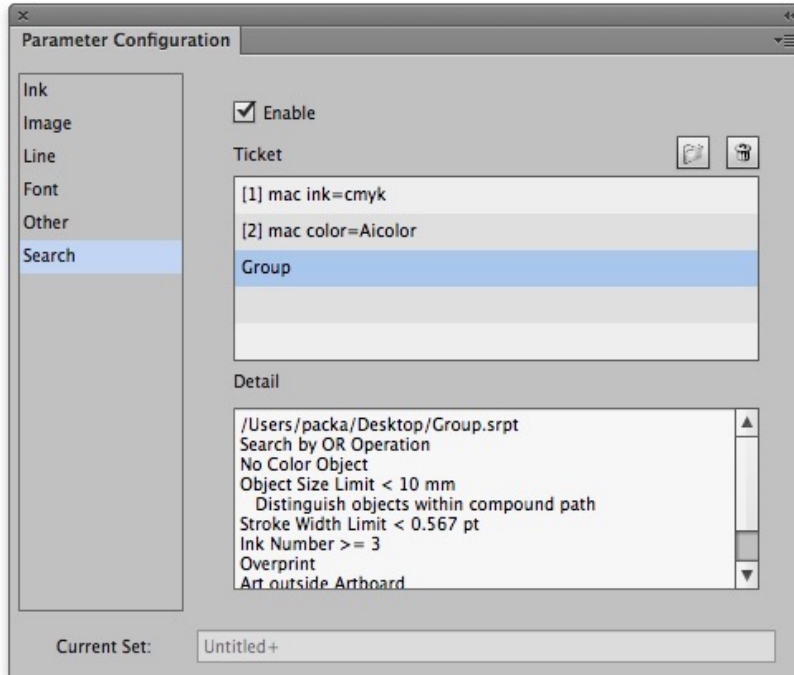 Parameter Configuration
Ink
Image
Line
Font
Other
Search
Enable
Ticket
[1] mac ink=cmyk
[2] mac color=Aicolor
Group
Detail
/Users/packa/Desktop/Group.srpt
Search by OR Operation
No Color Object
Object Size Limit < 10 mm
Distinguish objects within compound path
Stroke Width Limit < 0.567 pt
Ink Number >= 3
Overprint
Art outside Artboard
Current Set:
Untitled+